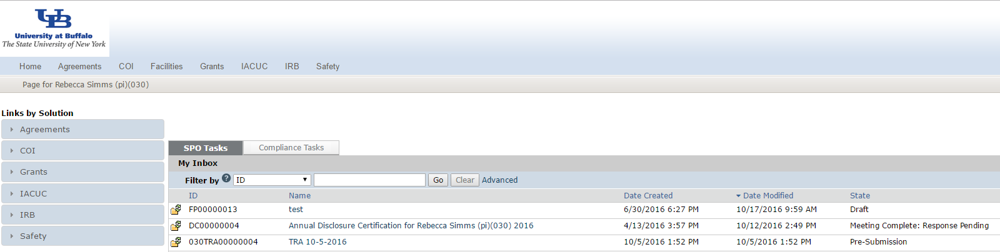 UB
University at Buffalo
The State University of New York
Home Agreements COI Facilities Grants IACUC IRB Safety
Page for Rebecca Simms (pi)(030)
Links by Solution
Agreements
COI
Grants
IACUC
IRB
Safety
SPO Tasks Compliance Tasks
My Inbox
Filter by ? ID Go Clear Advanced
ID Name Date Created Date Modified State
FP00000013 test 6/30/2016 6:27 PM 10/17/2016 9:59 AM Draft
DC00000004 Annual Disclosure Certification for Rebecca Simms (pi)(030) 2016 4/13/2016 3:57 PM 10/12/2016 2:49 PM Meeting Complete: Response Pending
030TRA00000004 TRA 10-5-2016 10/5/2016 1:52 PM 10/5/2016 1:52 PM Pre-Submission